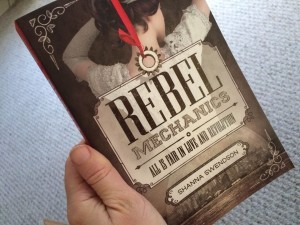 REBEL
MECHANICS
ALL IS FAIR IN LOVE AND REVOLUTION
SHANNA SWENDSON